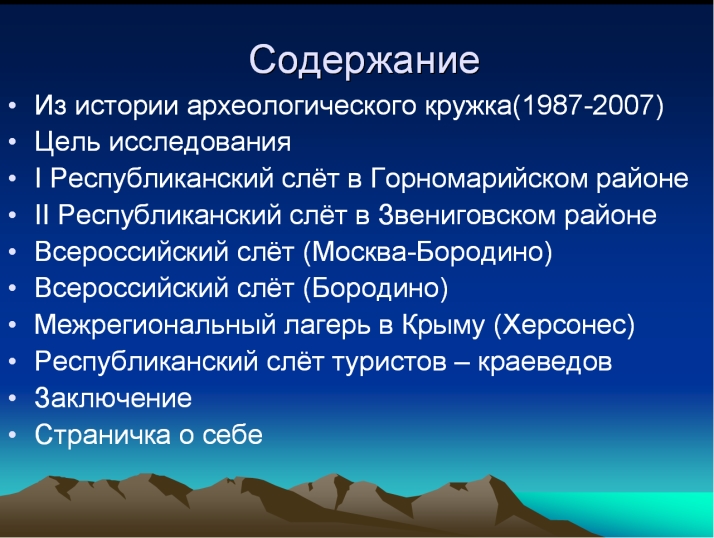 Содержание
• Из истории археологического кружка(1987-2007)
• Цель исследования
• I Республиканский слёт в Горномарийском районе
• II Республиканский слёт в Звениговском районе
• Всероссийский слёт (Москва-Бородино)
• Всероссийский слёт (Бородино)
• Межрегиональный лагерь в Крыму (Херсонес)
• Республиканский слёт туристов – краеведов
• Заключение
• Страничка о себе